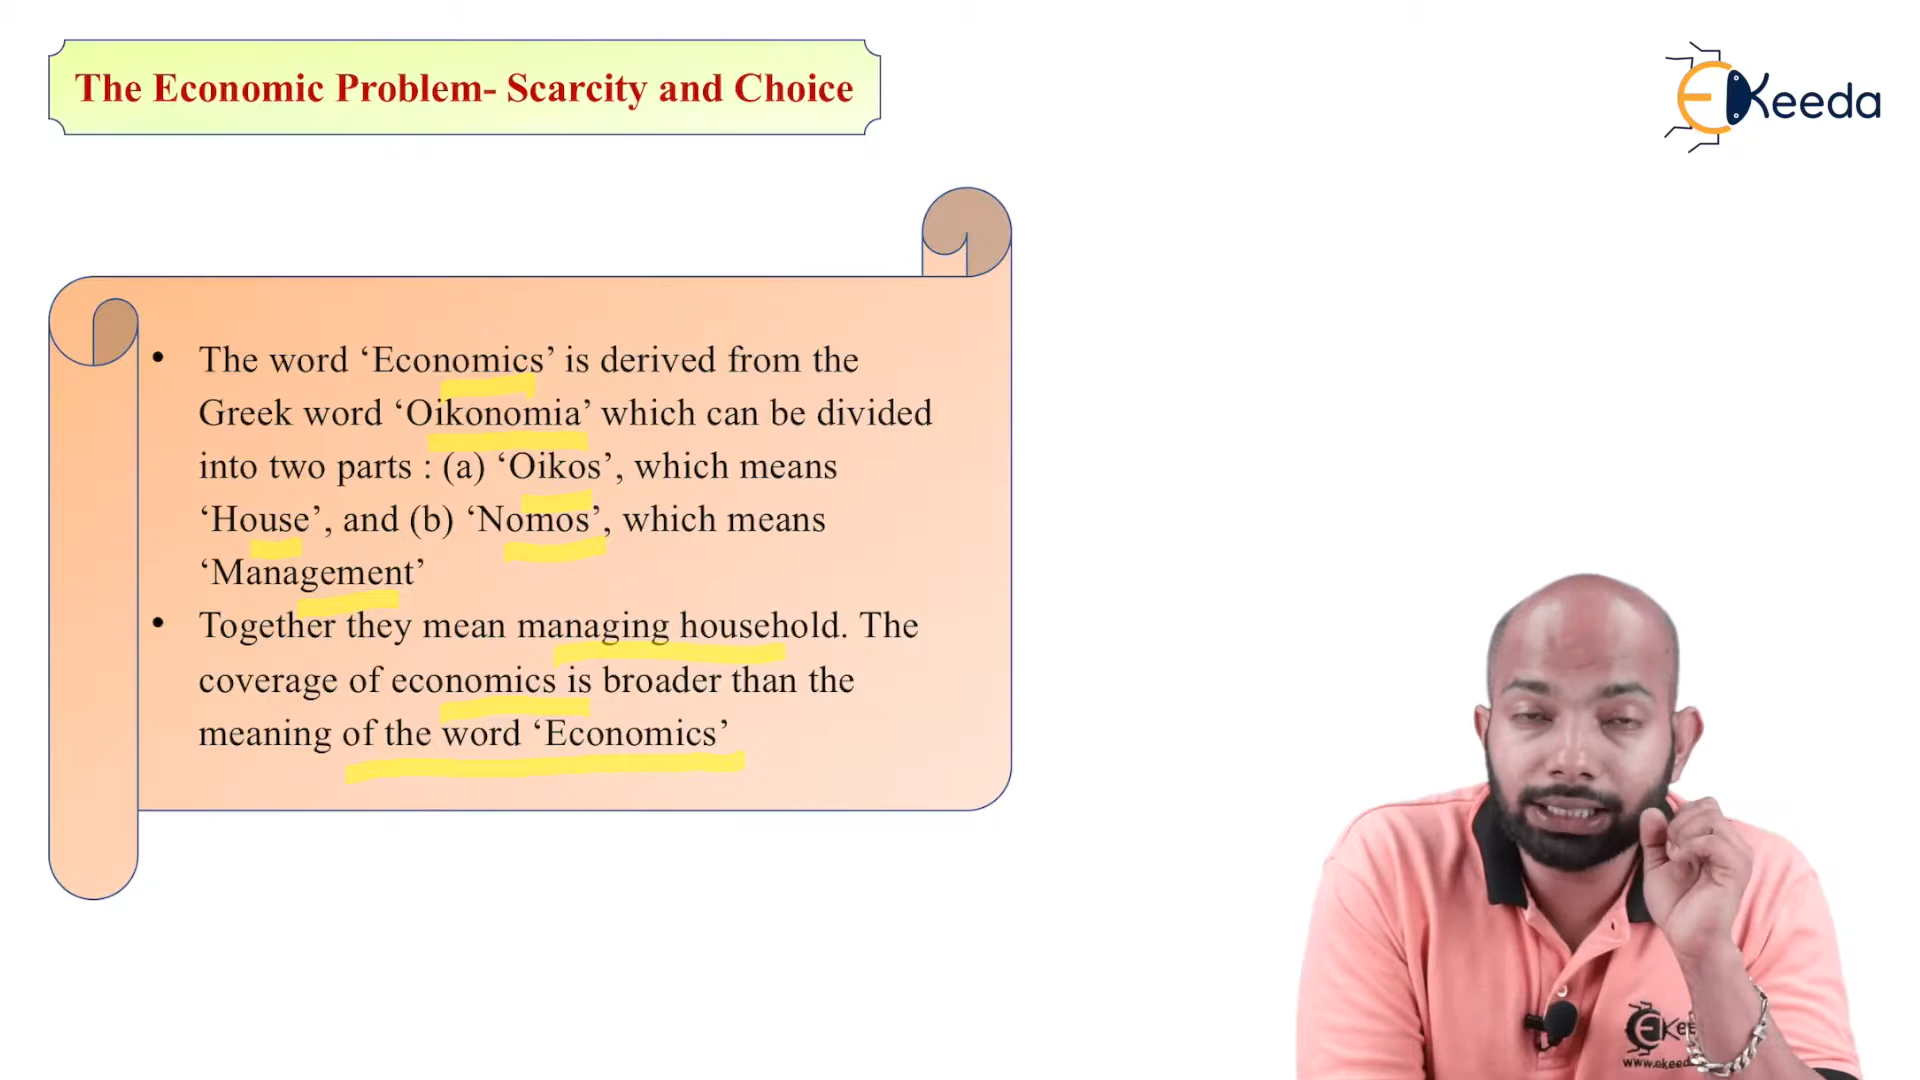 The Economic Problem- Scarcity and Choice
EKeeda
• The word ‘Economics’ is derived from the
Greek word ‘Oikonomia’ which can be divided
into two parts : (a) ‘Oikos’, which means
‘House’, and (b) ‘Nomos’, which means
‘Management’
• Together they mean managing household. The
coverage of economics is broader than the
meaning of the word ‘Economics’